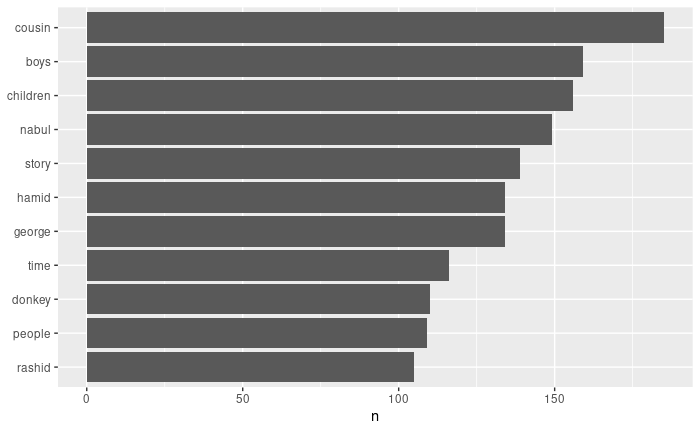 cousin
boys
children
nabul
story
hamid
george
time
donkey
people
rashid
0 50 100 150
n